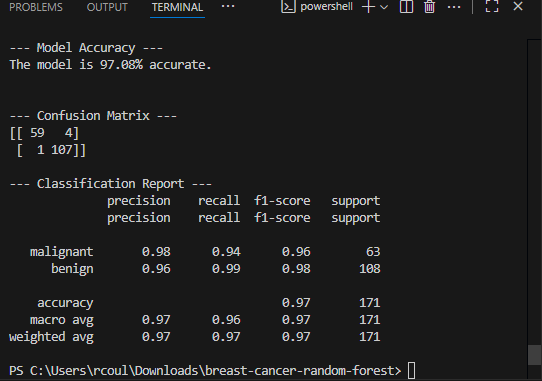 PROBLEMS OUTPUT TERMINAL ··· powershell + ···
--- Model Accuracy ---
The model is 97.08% accurate.
--- Confusion Matrix ---
[[ 59   4]
 [  1 107]]
--- Classification Report ---
              precision    recall  f1-score   support
              precision    recall  f1-score   support
   malignant       0.98      0.94      0.96        63
      benign       0.96      0.99      0.98       108
    accuracy                           0.97       171
   macro avg       0.97      0.96      0.97       171
weighted avg       0.97      0.97      0.97       171
PS C:\Users\rcoul\Downloads\breast-cancer-random-forest>